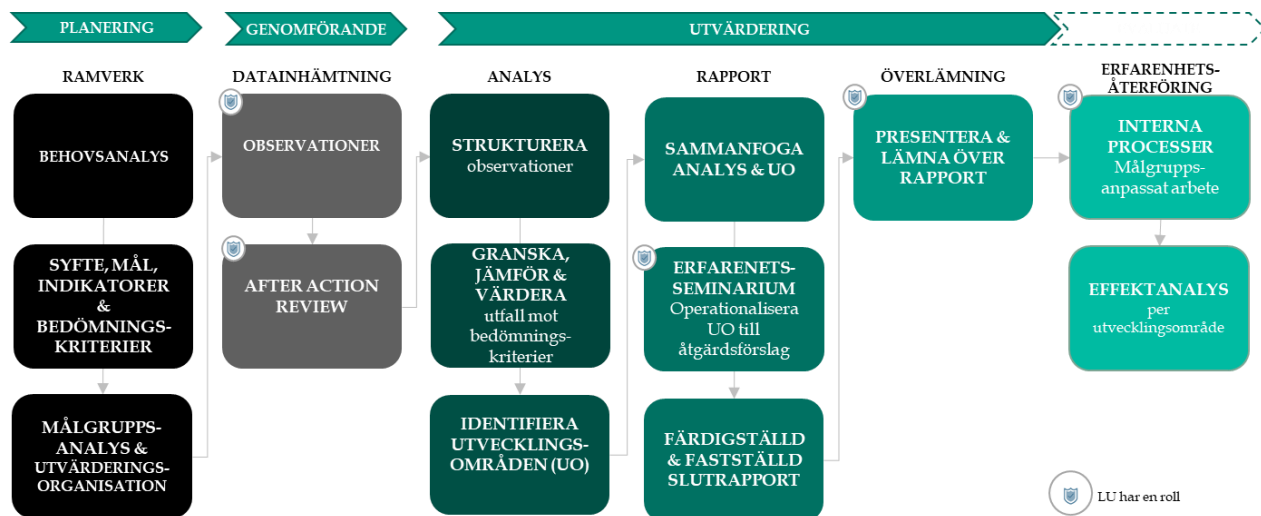 PLANERING
GENOMFÖRANDE
UTVÄRDERING
RAMVERK
DATAINHÄMTNING
ANALYS
RAPPORT
ÖVERLÄMNING
ERFARENHETS-
ÅTERFÖRING
BEHOVSANALYS
SYFTE, MÅL,
INDIKATORER
&
BEDÖMNINGS-
KRITERIER
MÅLGRUPPS-
ANALYS &
UTVÄRDERINGS-
ORGANISATION
OBSERVATIONER
AFTER ACTION
REVIEW
STRUKTURERA
observationer
GRANSKA,
JÄMFÖR &
VÄRDERA
utfall mot
bedömnings-
kriterier
IDENTIFIERA
UTVECKLINGS-
OMRÅDEN (UO)
SAMMANFOGA
ANALYS & UO
ERFARENETS-
SEMINARIUM
Operationalisera
UO till
åtgärdsförslag
FÄRDIGSTÄLLD
& FASTSTÄLLD
SLUTRAPPORT
PRESENTERA &
LÄMNA ÖVER
RAPPORT
INTERNA
PROCESSER
Målgrupps-
anpassat arbete
EFFEKTANALYS
per
utvecklingsområde
LU har en roll